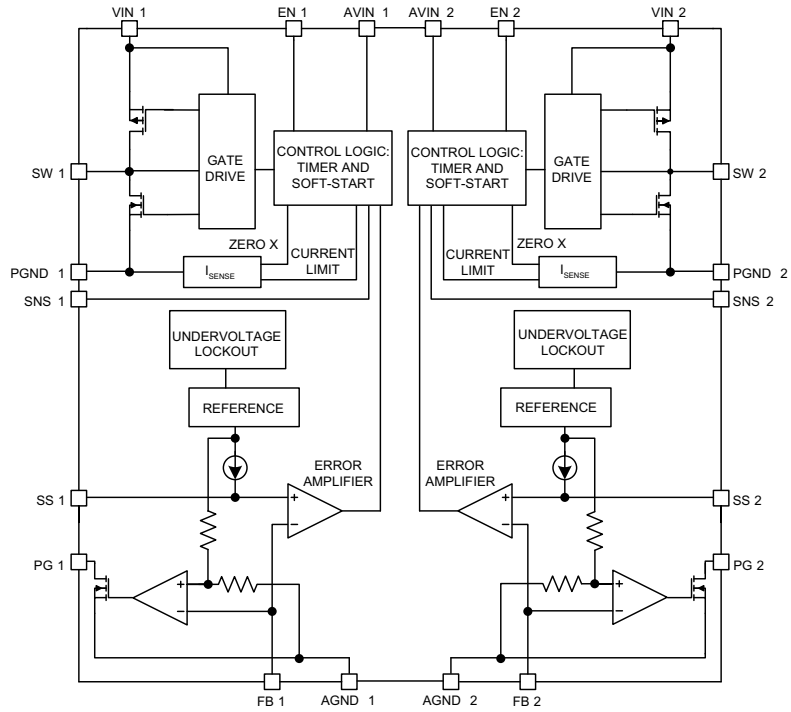 VIN 1
EN 1
AVIN 1
AVIN 2
EN 2
VIN 2
GATE
DRIVE
CONTROL LOGIC:
TIMER AND
SOFT-START
CONTROL LOGIC:
TIMER AND
SOFT-START
GATE
DRIVE
SW 1
SW 2
ZERO X
CURRENT
LIMIT
ISENSE
ZERO X
CURRENT
LIMIT
ISENSE
PGND 1
PGND 2
SNS 1
SNS 2
UNDERVOLTAGE
LOCKOUT
UNDERVOLTAGE
LOCKOUT
REFERENCE
REFERENCE
ERROR
AMPLIFIER
ERROR
AMPLIFIER
SS 1
+
−
+
−
SS 2
PG 1
+
−
+
−
PG 2
FB 1
AGND 1
AGND 2
FB 2